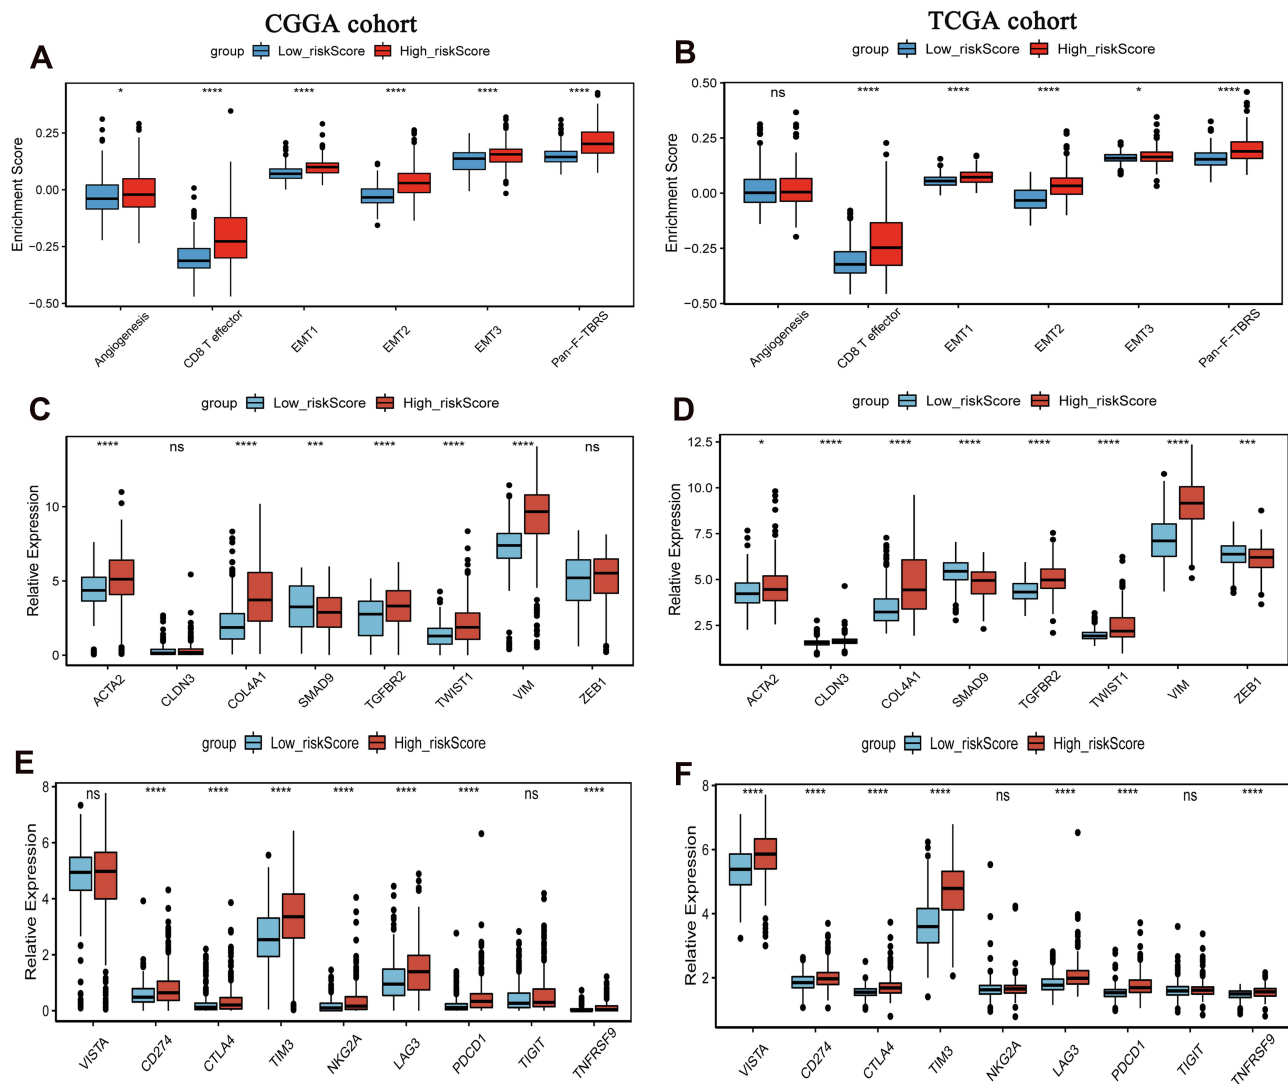 CGGA cohort
TCGA cohort
A
group Low_riskScore High_riskScore
Enrichment Score
0.25
0.00
−0.25
−0.50
* **** **** **** **** ****
Angiogenesis
CD8 T effector
EMT1
EMT2
EMT3
Pan−F−TBRS
B
group Low_riskScore High_riskScore
Enrichment Score
0.50
0.25
0.00
−0.25
−0.50
ns **** **** **** * ****
Angiogenesis
CD8 T effector
EMT1
EMT2
EMT3
Pan−F−TBRS
C
group Low_riskScore High_riskScore
Relative Expression
10
5
0
**** ns **** *** **** **** **** ns
ACTA2
CLDN3
COL4A1
SMAD9
TGFBR2
TWIST1
VIM
ZEB1
D
group Low_riskScore High_riskScore
Relative Expression
12.5
10.0
7.5
5.0
2.5
* **** **** **** **** **** **** ***
ACTA2
CLDN3
COL4A1
SMAD9
TGFBR2
TWIST1
VIM
ZEB1
E
group Low_riskScore High_riskScore
Relative Expression
8
6
4
2
0
ns **** **** **** **** **** **** ns ****
VISTA
CD274
CTLA4
TIM3
NKG2A
LAG3
PDCD1
TIGIT
TNFRSF9
F
group Low_riskScore High_riskScore
Relative Expression
8
6
4
2
**** **** **** **** ns **** **** ns ****
VISTA
CD274
CTLA4
TIM3
NKG2A
LAG3
PDCD1
TIGIT
TNFRSF9